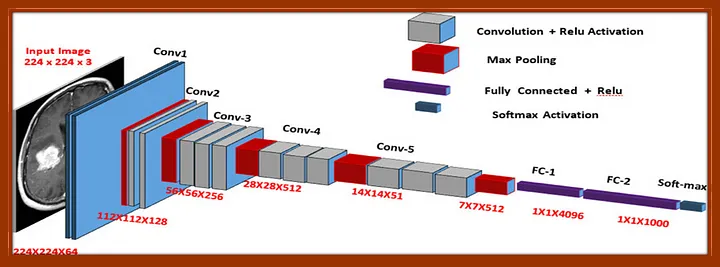 Input Image
224 x 224 x 3
Conv1
Conv2
Conv-3
Conv-4
Conv-5
FC-1
FC-2
Soft-max
224X224X64
112X112X128
56X56X256
28X28X512
14X14X51
7X7X512
1X1X4096
1X1X1000
Convolution + Relu Activation
Max Pooling
Fully Connected + Relu
Softmax Activation